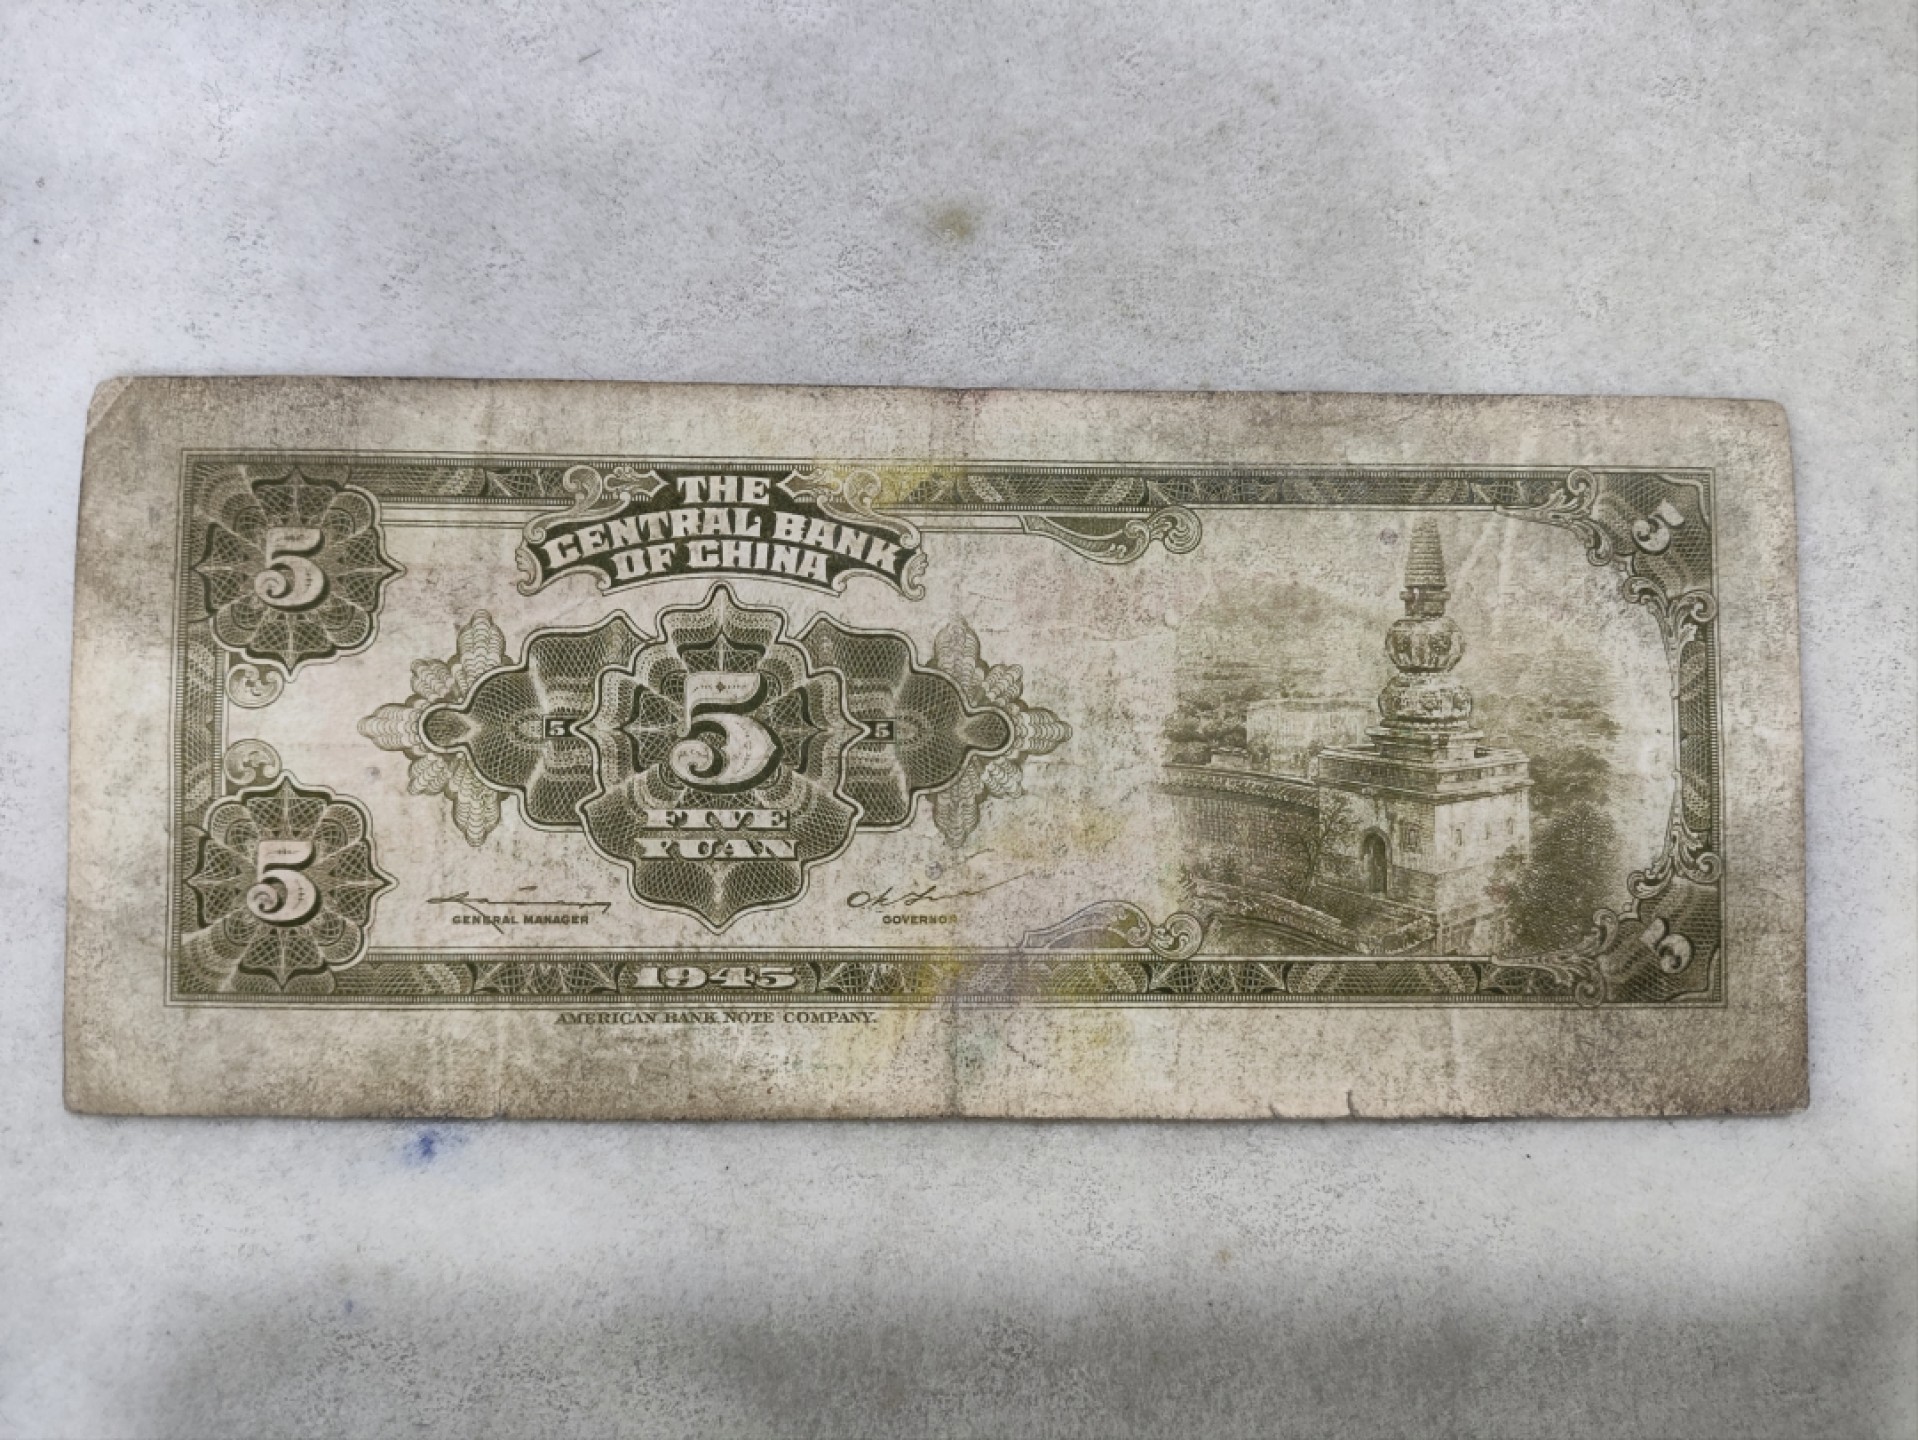 THE
CENTRAL BANK
OF CHINA
5
5
5
5
5
5
FIVE
YUAN
5
5
GENERAL MANAGER
GOVERNOR
1945
AMERICAN BANK NOTE COMPANY.